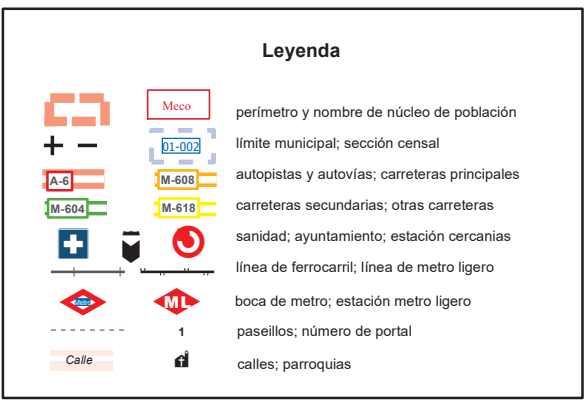 Leyenda
Meco perímetro y nombre de núcleo de población
01-002 límite municipal; sección censal
A-6 M-608 autopistas y autovías; carreteras principales
M-604 M-618 carreteras secundarias; otras carreteras
sanidad; ayuntamiento; estación cercanias
línea de ferrocarril; línea de metro ligero
Metro ML boca de metro; estación metro ligero
1 paseillos; número de portal
Calle calles; parroquias